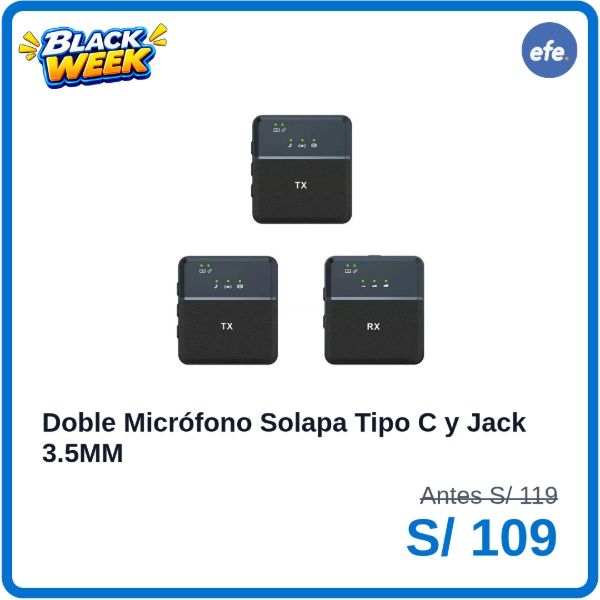 BLACK
WEEK
efe.
TX
TX
RX
Doble Micrófono Solapa Tipo C y Jack
3.5MM
Antes S/ 119
S/ 109